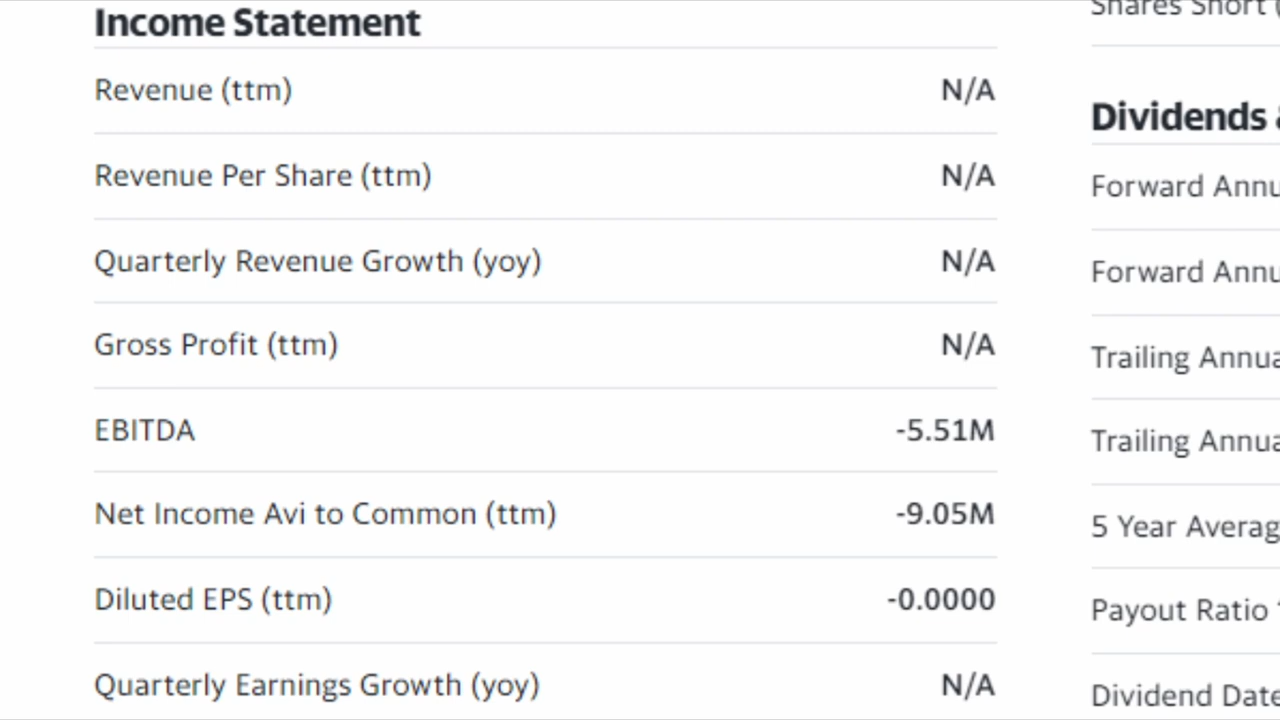 Income Statement
Revenue (ttm) N/A
Revenue Per Share (ttm) N/A
Quarterly Revenue Growth (yoy) N/A
Gross Profit (ttm) N/A
EBITDA -5.51M
Net Income Avi to Common (ttm) -9.05M
Diluted EPS (ttm) -0.0000
Quarterly Earnings Growth (yoy) N/A
Shares Short
Dividends
Forward Annu
Forward Annu
Trailing Annua
Trailing Annua
5 Year Averag
Payout Ratio
Dividend Date